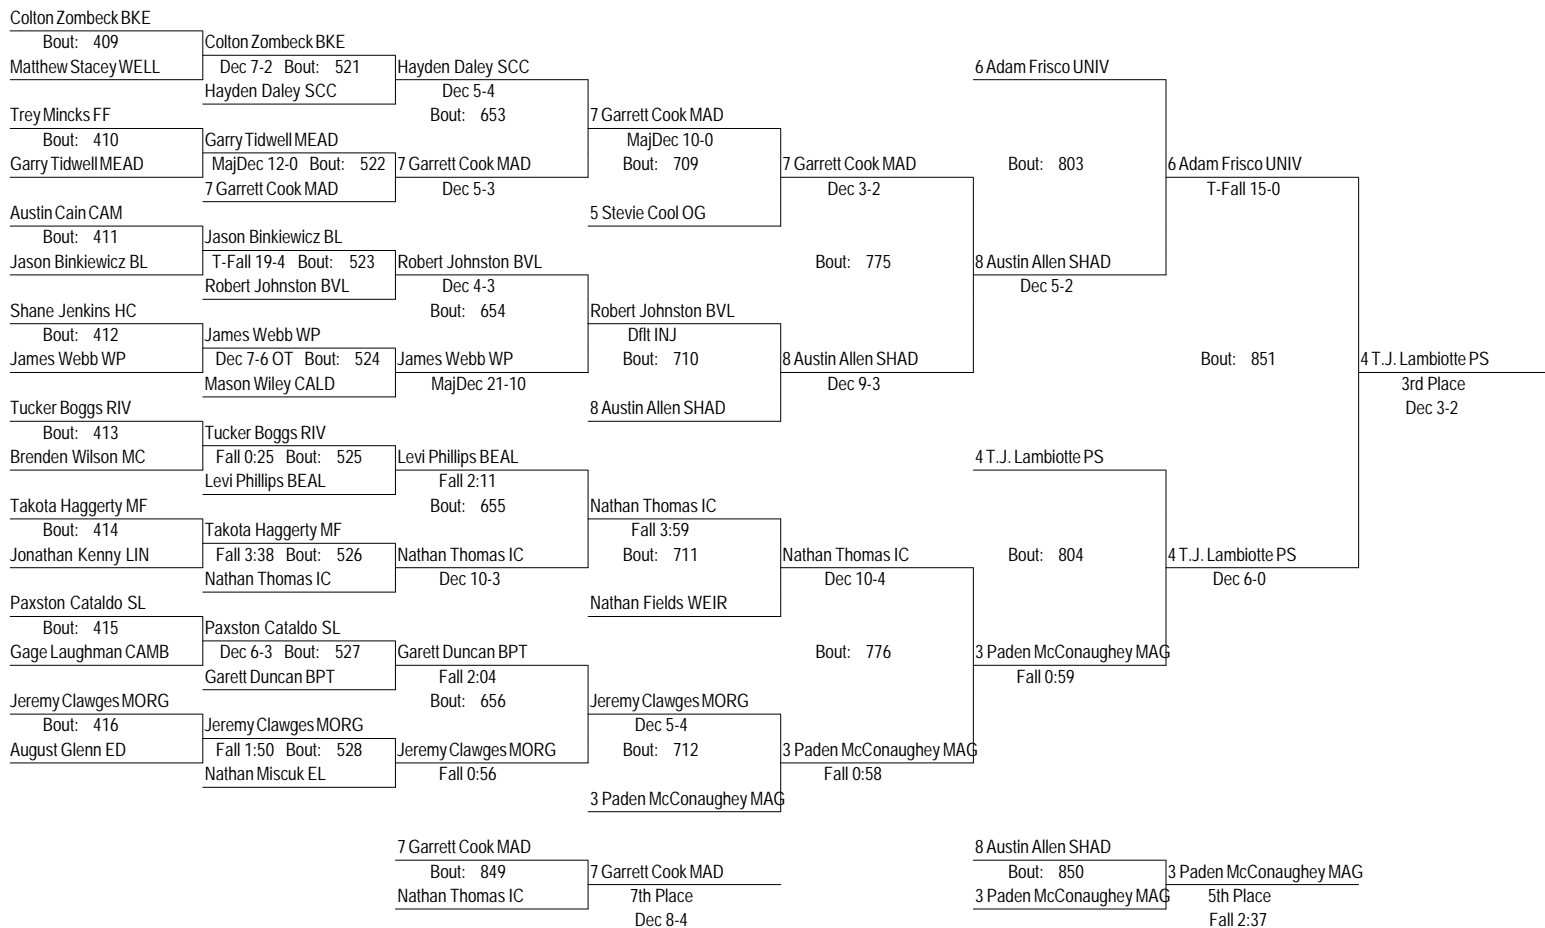 Colton Zombeck BKE
Bout: 409
Colton Zombeck BKE
Matthew Stacey WELL
Dec 7-2 Bout: 521
Hayden Daley SCC
6 Adam Frisco UNIV
Hayden Daley SCC
Dec 5-4
Trey Mincks FF
Bout: 653
7 Garrett Cook MAD
Bout: 410
Garry Tidwell MEAD
MajDec 10-0
Garry Tidwell MEAD
MajDec 12-0 Bout: 522
7 Garrett Cook MAD
Bout: 709
7 Garrett Cook MAD
Bout: 803
6 Adam Frisco UNIV
7 Garrett Cook MAD
Dec 5-3
Dec 3-2
T-Fall 15-0
Austin Cain CAM
5 Stevie Cool OG
Bout: 411
Jason Binkiewicz BL
Jason Binkiewicz BL
T-Fall 19-4 Bout: 523
Robert Johnston BVL
Bout: 775
8 Austin Allen SHAD
Robert Johnston BVL
Dec 4-3
Dec 5-2
Shane Jenkins HC
Bout: 654
Robert Johnston BVL
Bout: 412
James Webb WP
Dflt INJ
James Webb WP
Dec 7-6 OT Bout: 524
James Webb WP
Bout: 710
8 Austin Allen SHAD
Bout: 851
4 T.J. Lambiotte PS
Mason Wiley CALD
MajDec 21-10
Dec 9-3
3rd Place
Tucker Boggs RIV
8 Austin Allen SHAD
Dec 3-2
Bout: 413
Tucker Boggs RIV
Brenden Wilson MC
Fall 0:25 Bout: 525
Levi Phillips BEAL
4 T.J. Lambiotte PS
Levi Phillips BEAL
Fall 2:11
Takota Haggerty MF
Bout: 655
Nathan Thomas IC
Bout: 414
Takota Haggerty MF
Fall 3:59
Jonathan Kenny LIN
Fall 3:38 Bout: 526
Nathan Thomas IC
Bout: 711
Nathan Thomas IC
Bout: 804
4 T.J. Lambiotte PS
Nathan Thomas IC
Dec 10-3
Dec 10-4
Dec 6-0
Paxston Cataldo SL
Nathan Fields WEIR
Bout: 415
Paxston Cataldo SL
Gage Laughman CAMB
Dec 6-3 Bout: 527
Garett Duncan BPT
Bout: 776
3 Paden McConaughey MAG
Garett Duncan BPT
Fall 2:04
Fall 0:59
Jeremy Clawges MORG
Bout: 656
Jeremy Clawges MORG
Bout: 416
Jeremy Clawges MORG
Dec 5-4
August Glenn ED
Fall 1:50 Bout: 528
Jeremy Clawges MORG
Bout: 712
3 Paden McConaughey MAG
Nathan Miscuk EL
Fall 0:56
Fall 0:58
3 Paden McConaughey MAG
7 Garrett Cook MAD
8 Austin Allen SHAD
Bout: 849
7 Garrett Cook MAD
Bout: 850
3 Paden McConaughey MAG
Nathan Thomas IC
7th Place
3 Paden McConaughey MAG
5th Place
Dec 8-4
Fall 2:37